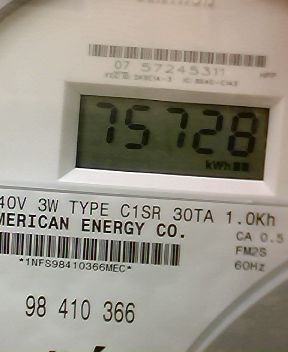 07 57245311
75728
kWh
40V 3W TYPE C1SR 30TA 1.0Kh
MERICAN ENERGY CO.
CA 0.5
FM2S
60Hz
*1NFS98410366MEC*
98 410 366